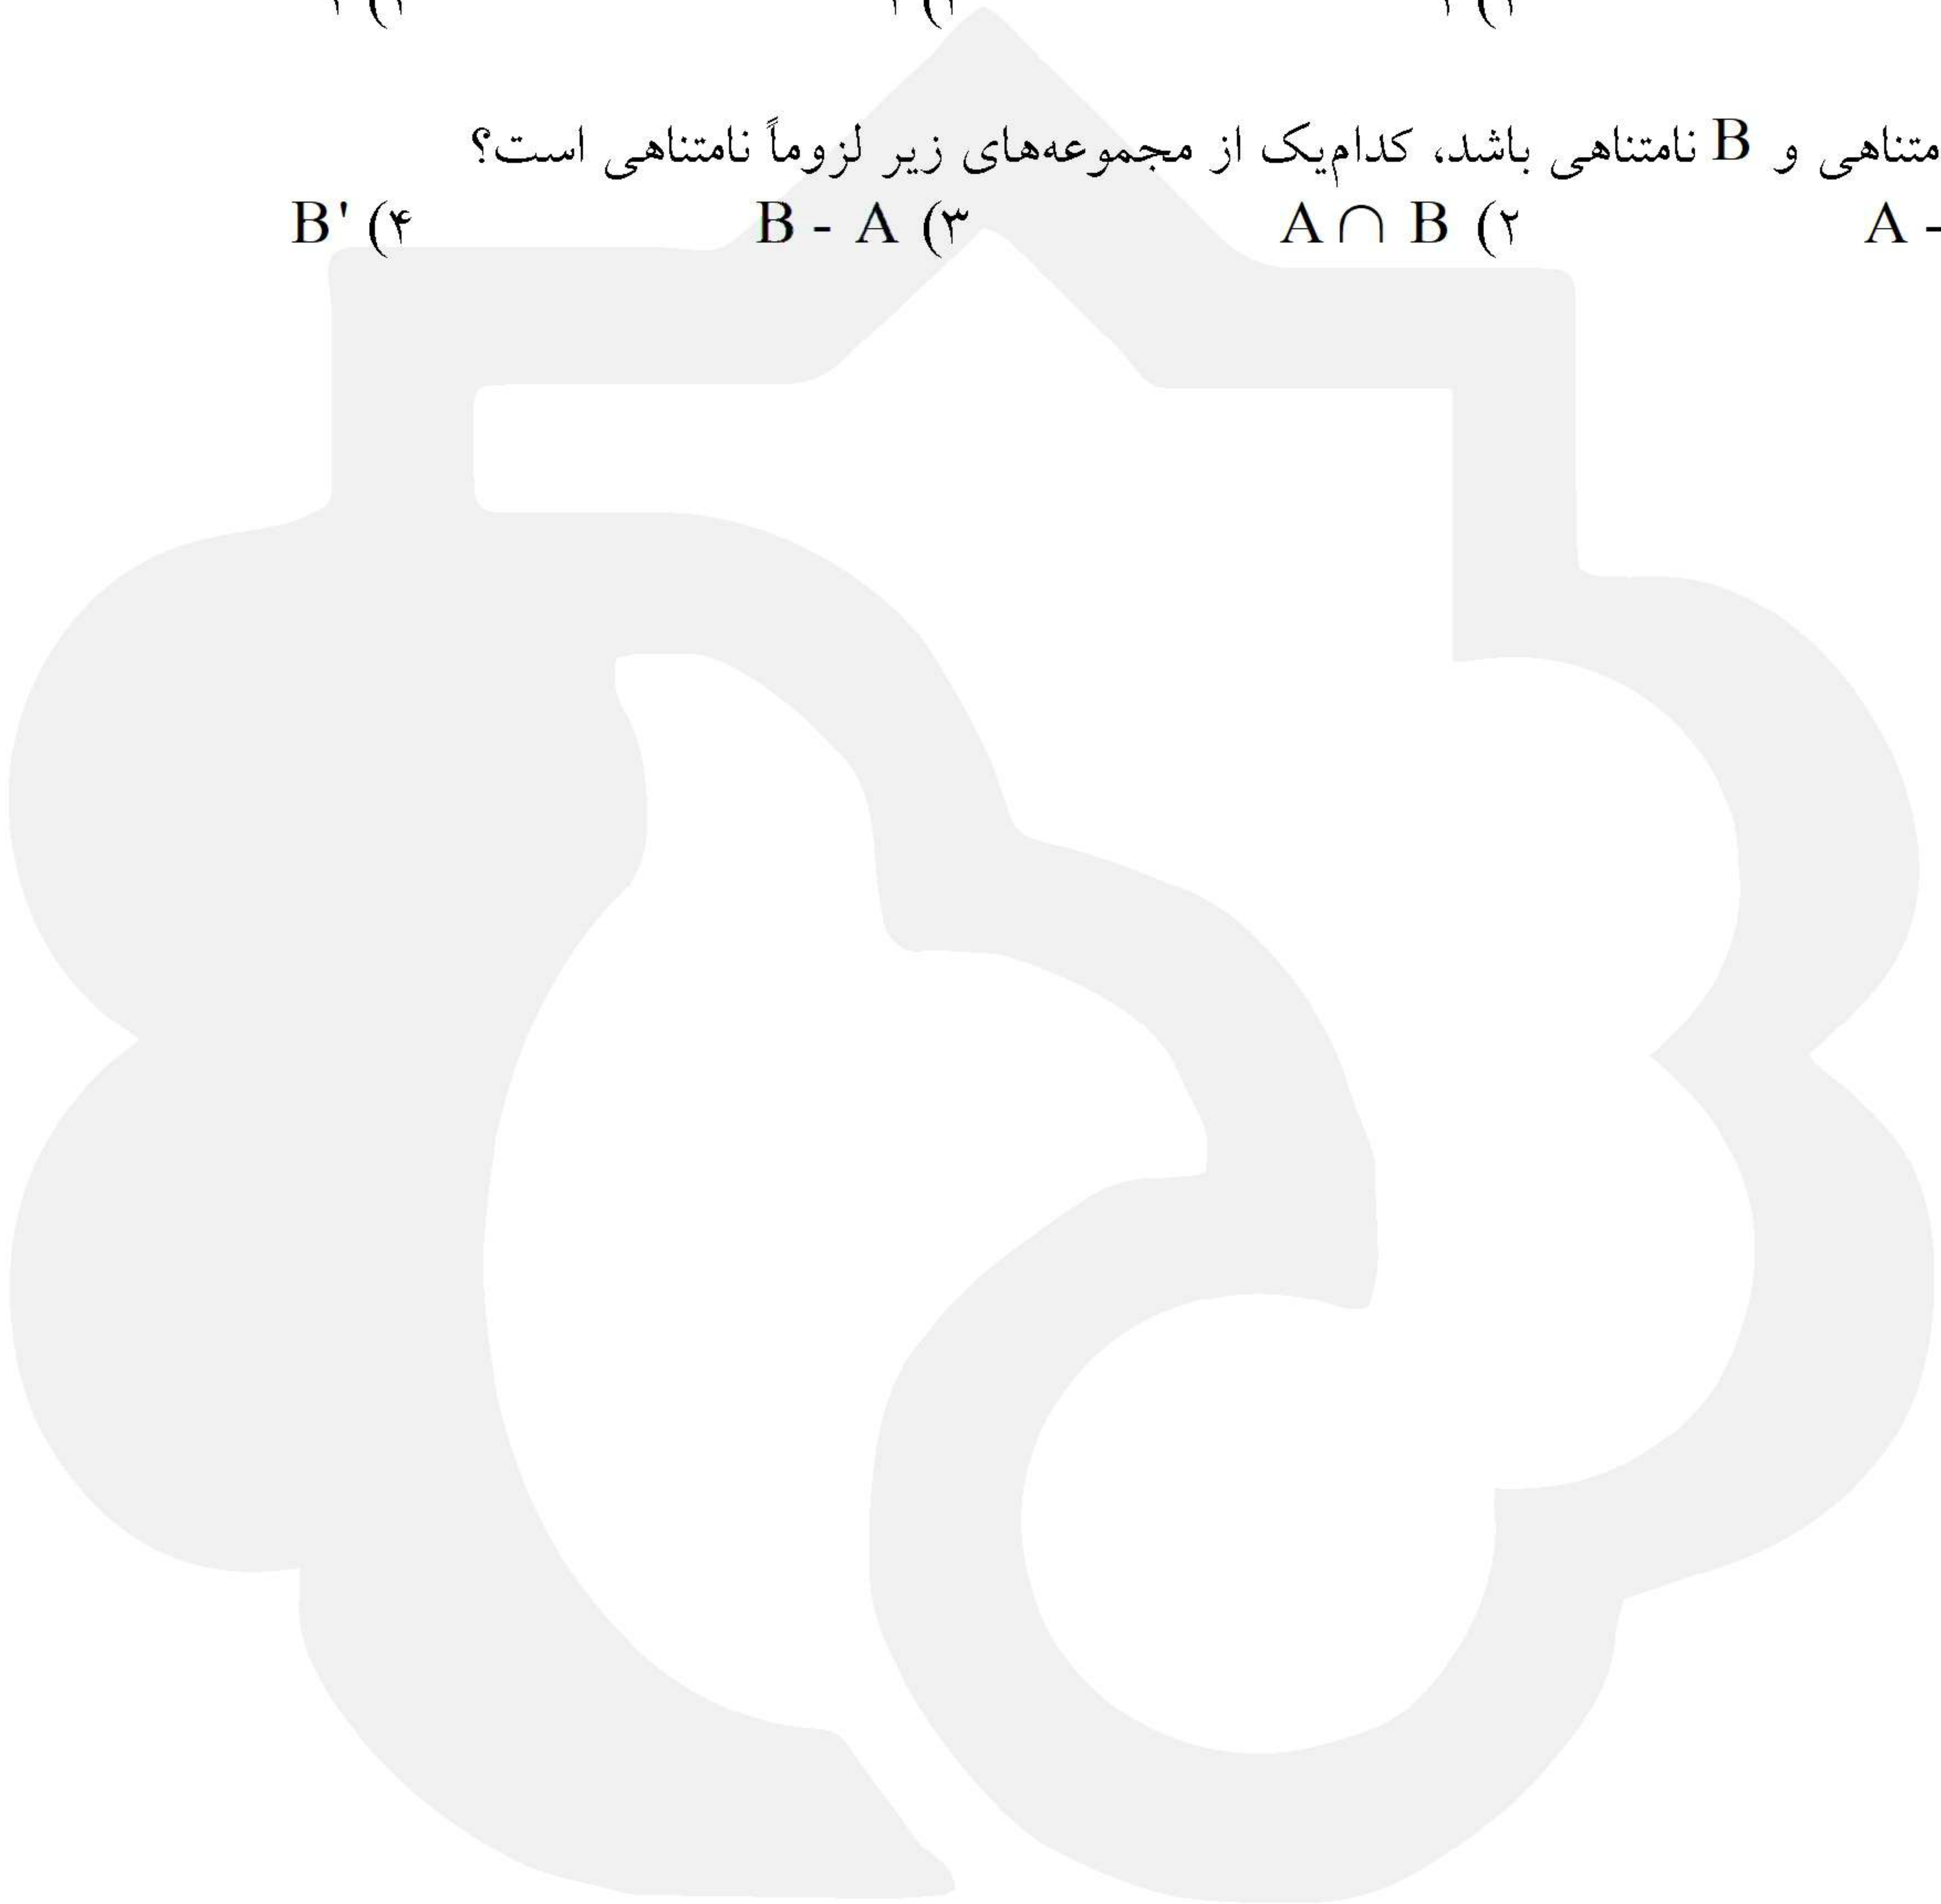 متناهی و B نامتناهی باشد، کدام‌یک از مجموعه‌های زیر لزوماً نامتناهی است؟
A - ۲) A ∩ B ۳) B - A ۴) B'